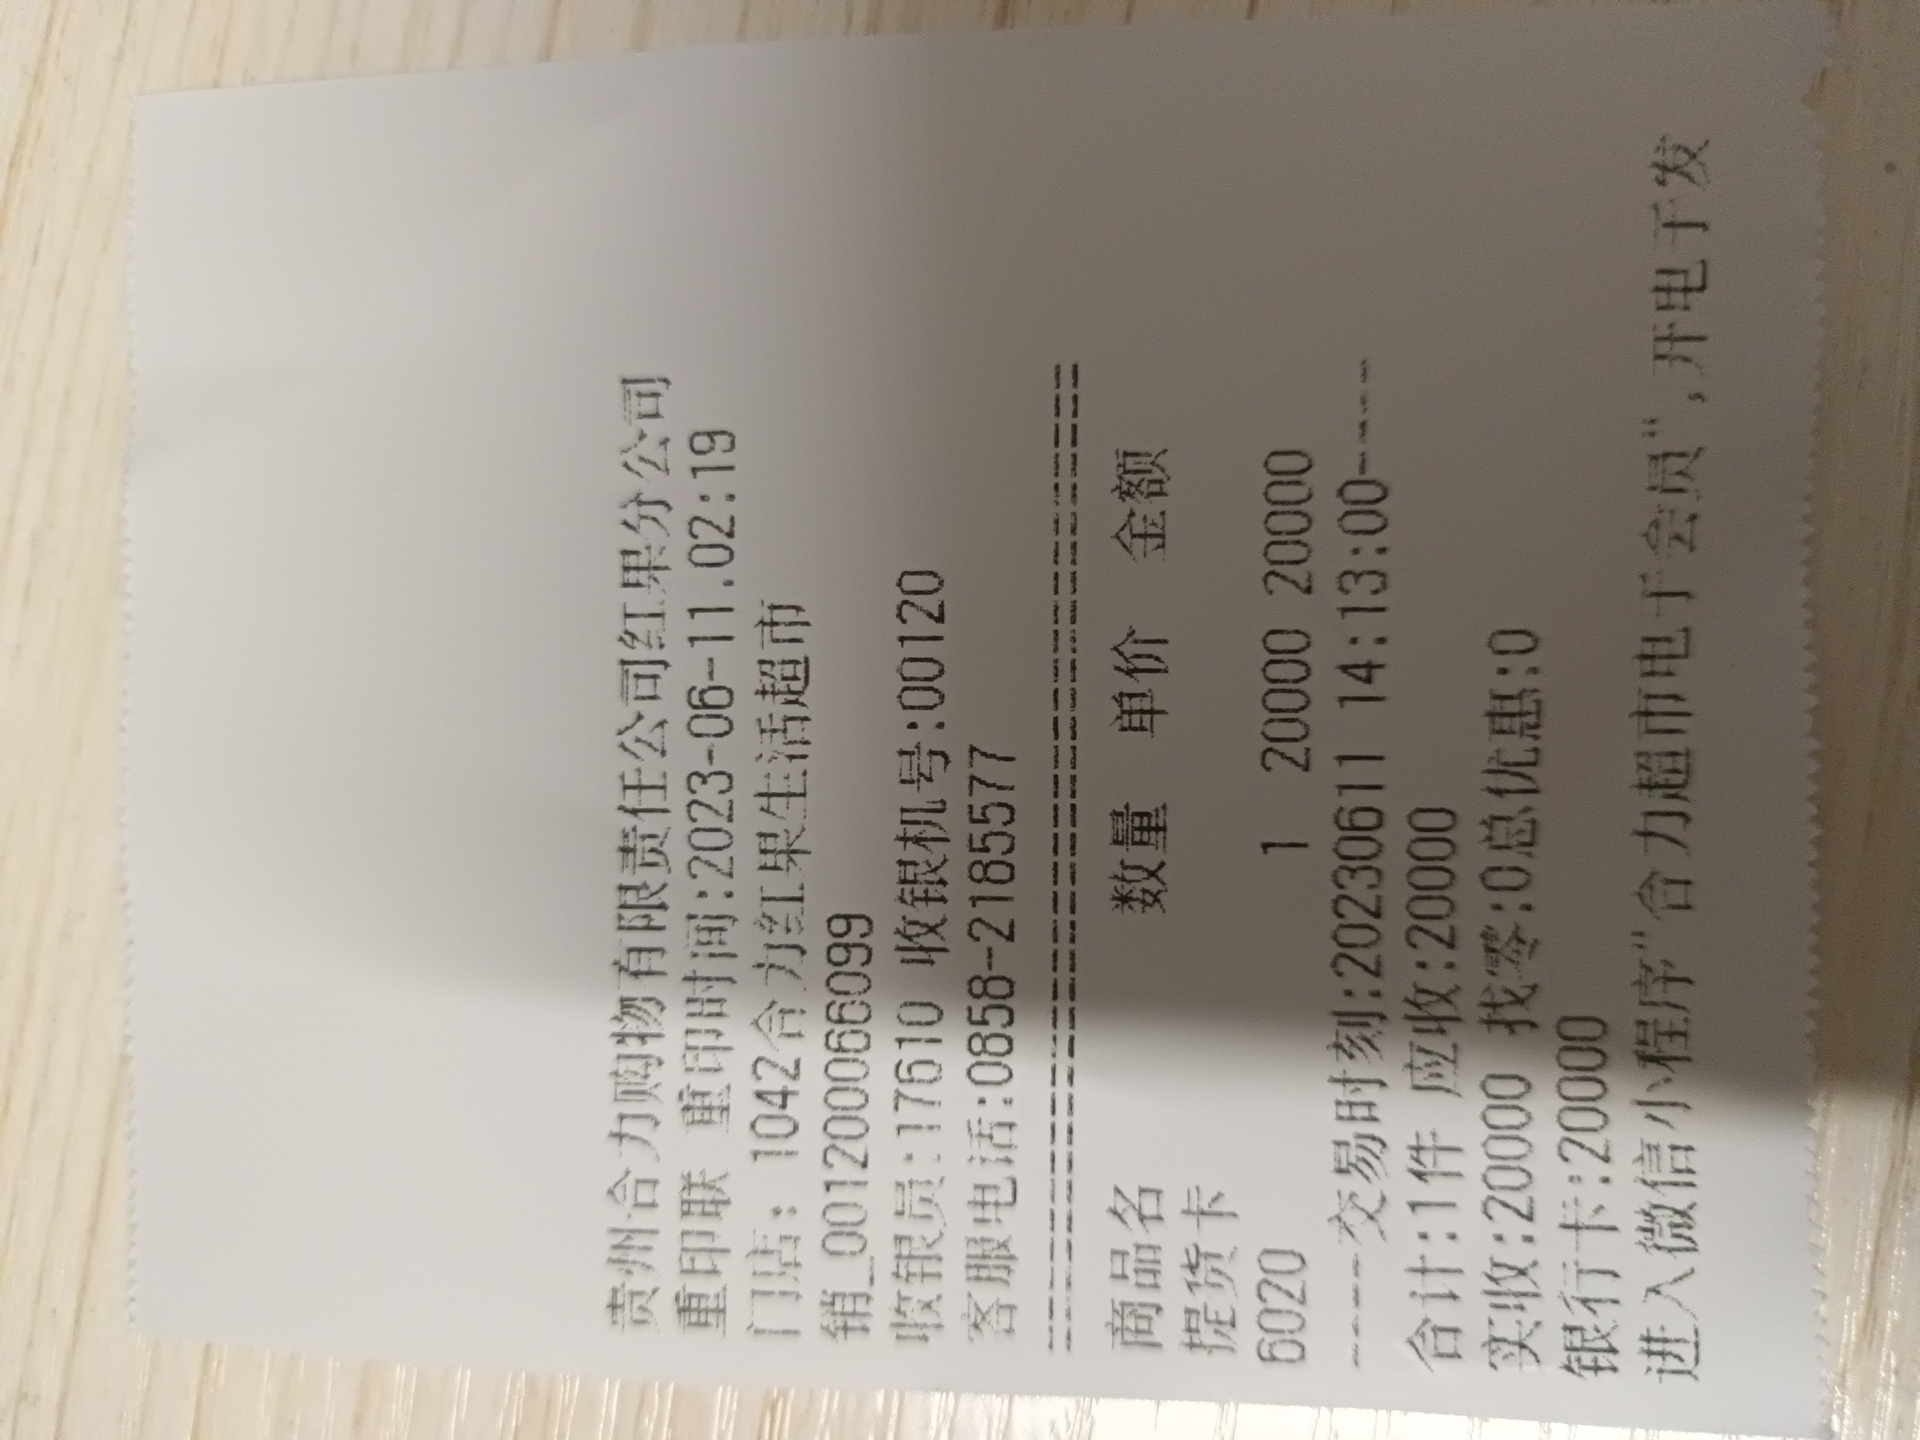 贵州合力购物有限责任公司红果分公司
重印联 重印时间:2023-06-11.02:19
门店: 1042合力红果生活超市
销_00120066099
收银员:17610 收银机号:00120
客服电话:0858-2185577
================================
商品名 数量 单价 金额
提货卡
6020 1 20000 20000
-----交易时刻:20230611 14:13:00-----
合计:1件 应收:20000
实收:20000 找零:0总优惠:0
银行卡:20000
进入微信小程序"合力超市电子会员",开电子发